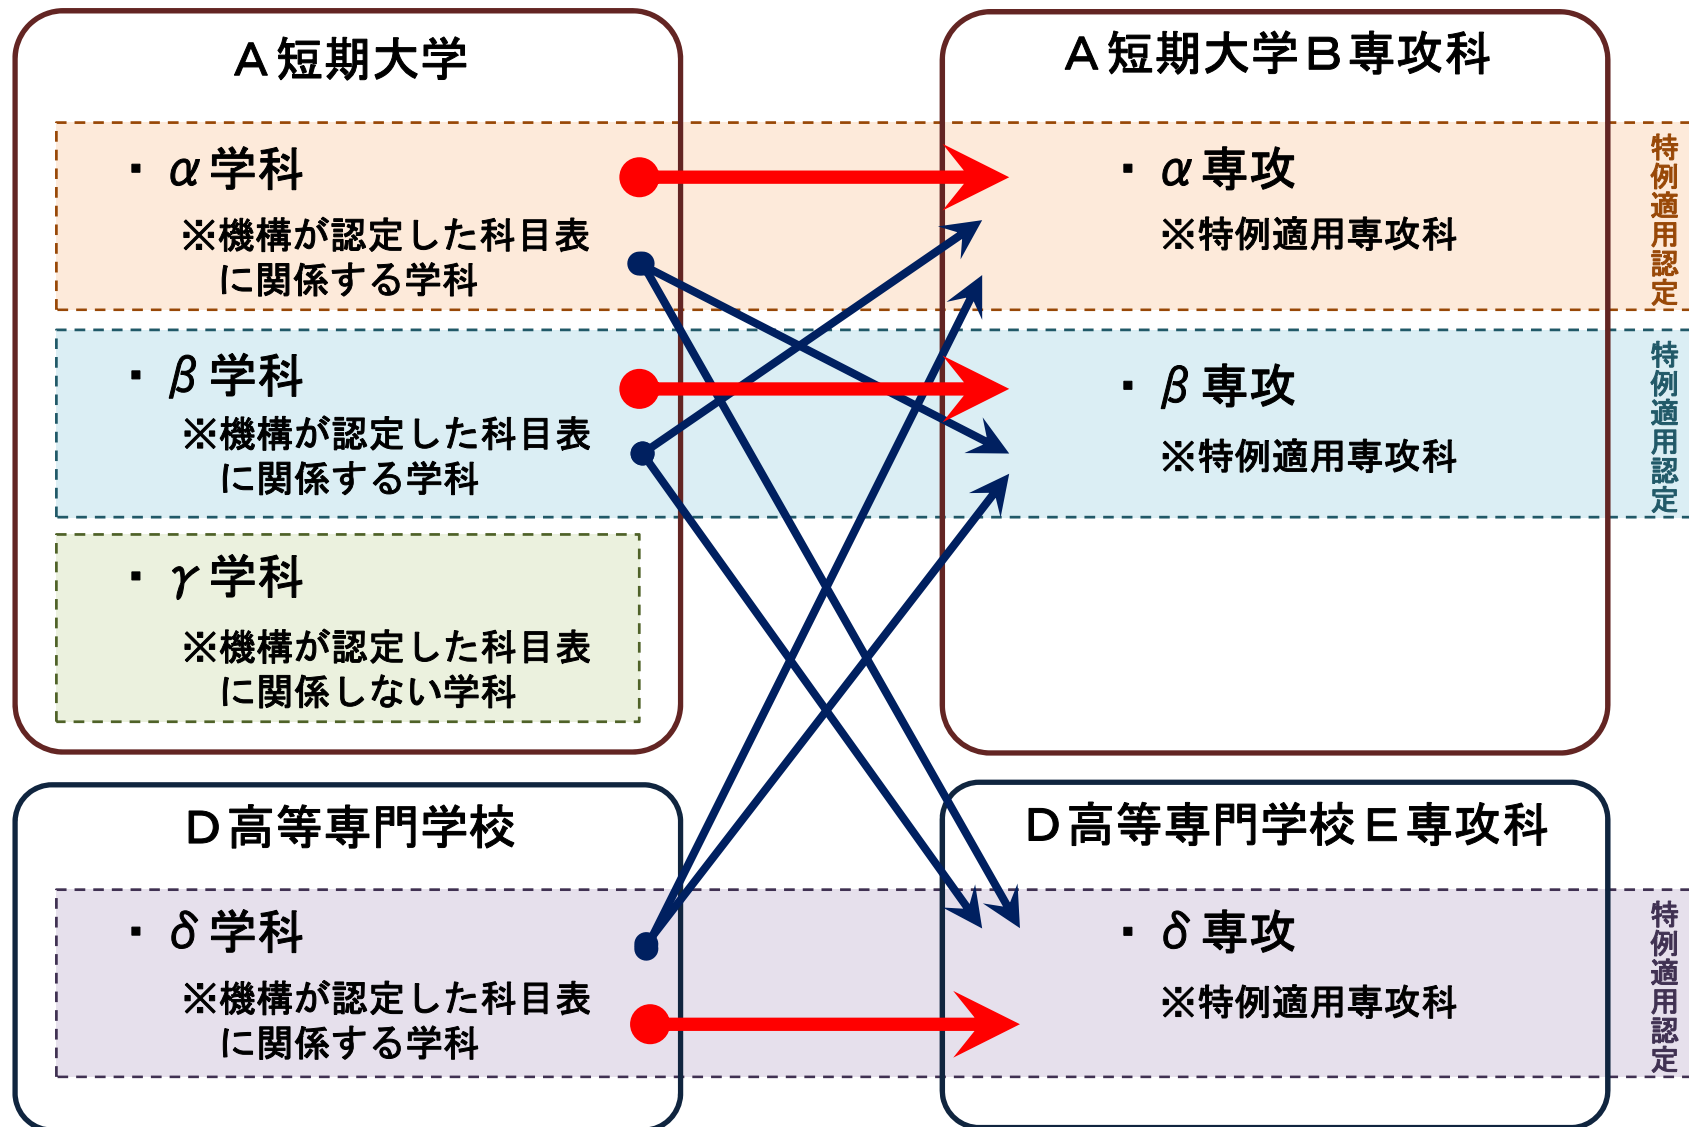 A短期大学
・α学科
※機構が認定した科目表
に関係する学科
・β学科
※機構が認定した科目表
に関係する学科
・γ学科
※機構が認定した科目表
に関係しない学科
A短期大学B専攻科
・α専攻
※特例適用専攻科
特例適用認定
・β専攻
※特例適用専攻科
特例適用認定
D高等専門学校
・δ学科
※機構が認定した科目表
に関係する学科
D高等専門学校E専攻科
・δ専攻
※特例適用専攻科
特例適用認定